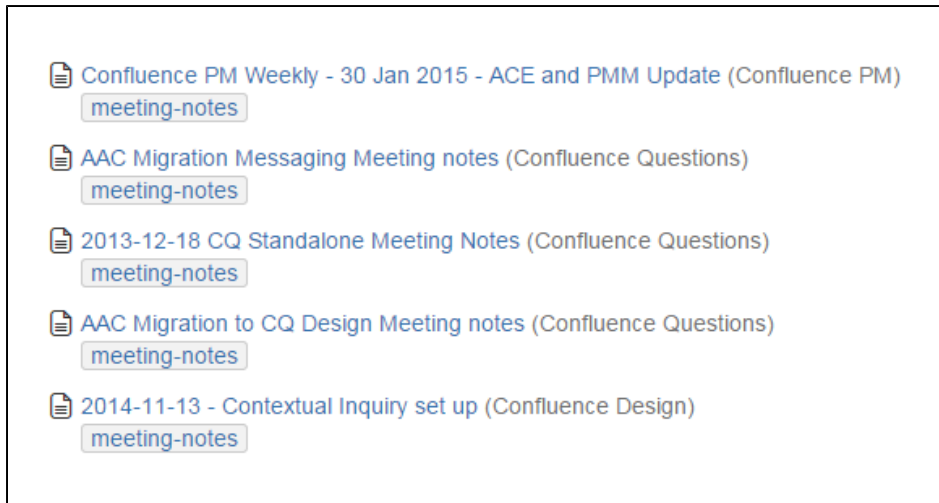 Confluence PM Weekly - 30 Jan 2015 - ACE and PMM Update (Confluence PM)
meeting-notes
AAC Migration Messaging Meeting notes (Confluence Questions)
meeting-notes
2013-12-18 CQ Standalone Meeting Notes (Confluence Questions)
meeting-notes
AAC Migration to CQ Design Meeting notes (Confluence Questions)
meeting-notes
2014-11-13 - Contextual Inquiry set up (Confluence Design)
meeting-notes